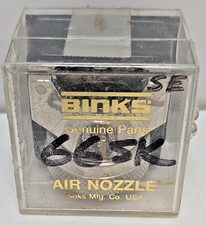 SE
BINKS
Genuine Parts
66SK
AIR NOZZLE
Binks Mfg. Co. USA